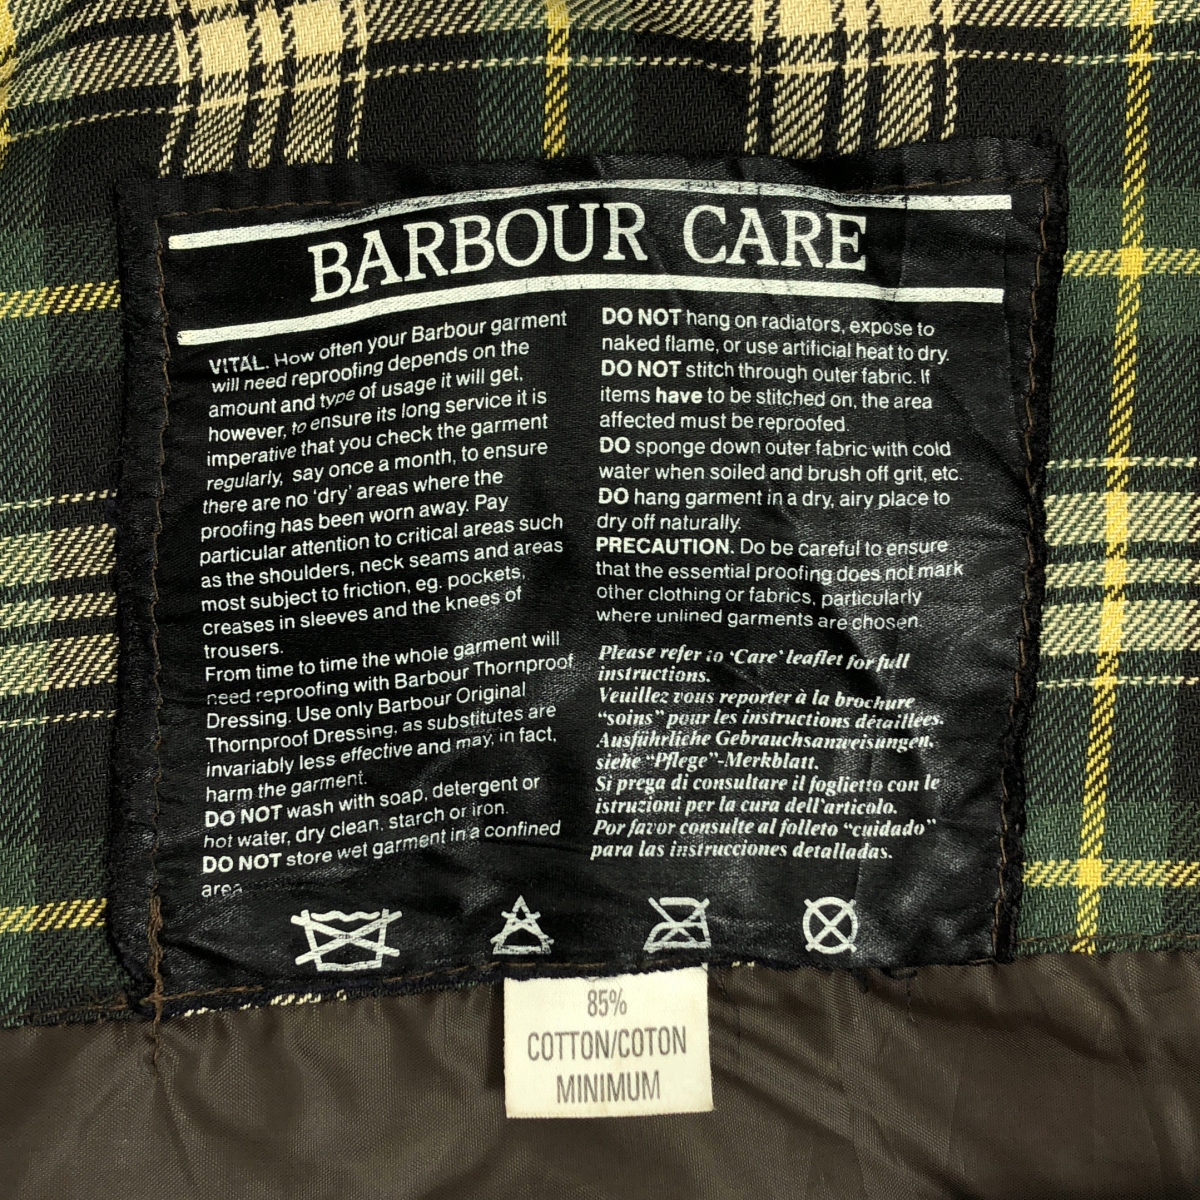 BARBOUR CARE
VITAL. How often your Barbour garment
will need reproofing depends on the
amount and type of usage it will get,
however, to ensure its long service it is
imperative that you check the garment
regularly, say once a month, to ensure
there are no 'dry' areas where the
proofing has been worn away. Pay
particular attention to critical areas such
as the shoulders, neck seams and areas
most subject to friction, eg. pockets,
creases in sleeves and the knees of
trousers.
From time to time the whole garment will
need reproofing with Barbour Thornproof
Dressing. Use only Barbour Original
Thornproof Dressing, as substitutes are
invariably less effective and may, in fact,
harm the garment.
DO NOT wash with soap, detergent or
hot water, dry clean, starch or iron.
DO NOT store wet garment in a confined
area
DO NOT hang on radiators, expose to
naked flame, or use artificial heat to dry.
DO NOT stitch through outer fabric. If
items have to be stitched on, the area
affected must be reproofed.
DO sponge down outer fabric with cold
water when soiled and brush off grit, etc.
DO hang garment in a dry, airy place to
dry off naturally.
PRECAUTION. Do be careful to ensure
that the essential proofing does not mark
other clothing or fabrics, particularly
where unlined garments are chosen.
Please refer to 'Care' leaflet for full
instructions.
Veuillez vous reporter à la brochure
"soins" pour les instructions détaillées.
Ausführliche Gebrauchsanweisungen,
siehe "Pflege"-Merkblatt.
Si prega di consultare il foglietto con le
istruzioni per la cura dell'articolo.
Por favor consulte al folleto "cuidado"
para las instrucciones detalladas.
85%
COTTON/COTON
MINIMUM